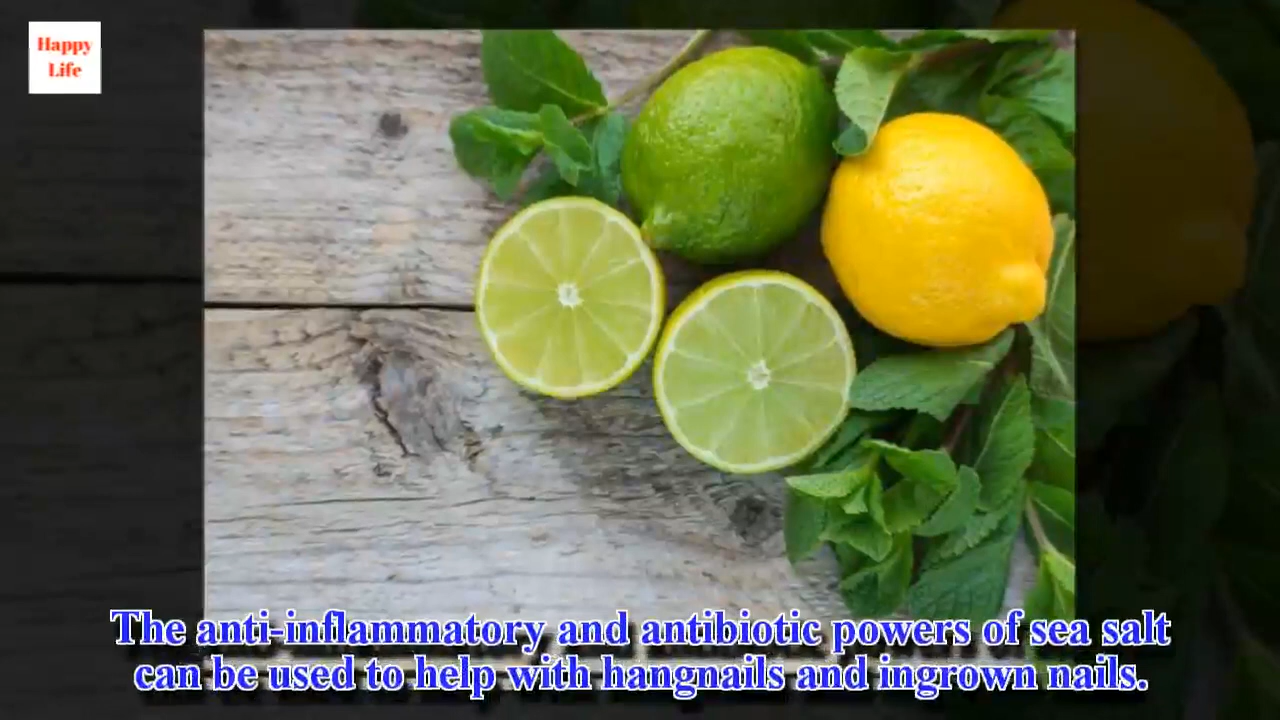 Happy
Life
The anti-inflammatory and antibiotic powers of sea salt
can be used to help with hangnails and ingrown nails.